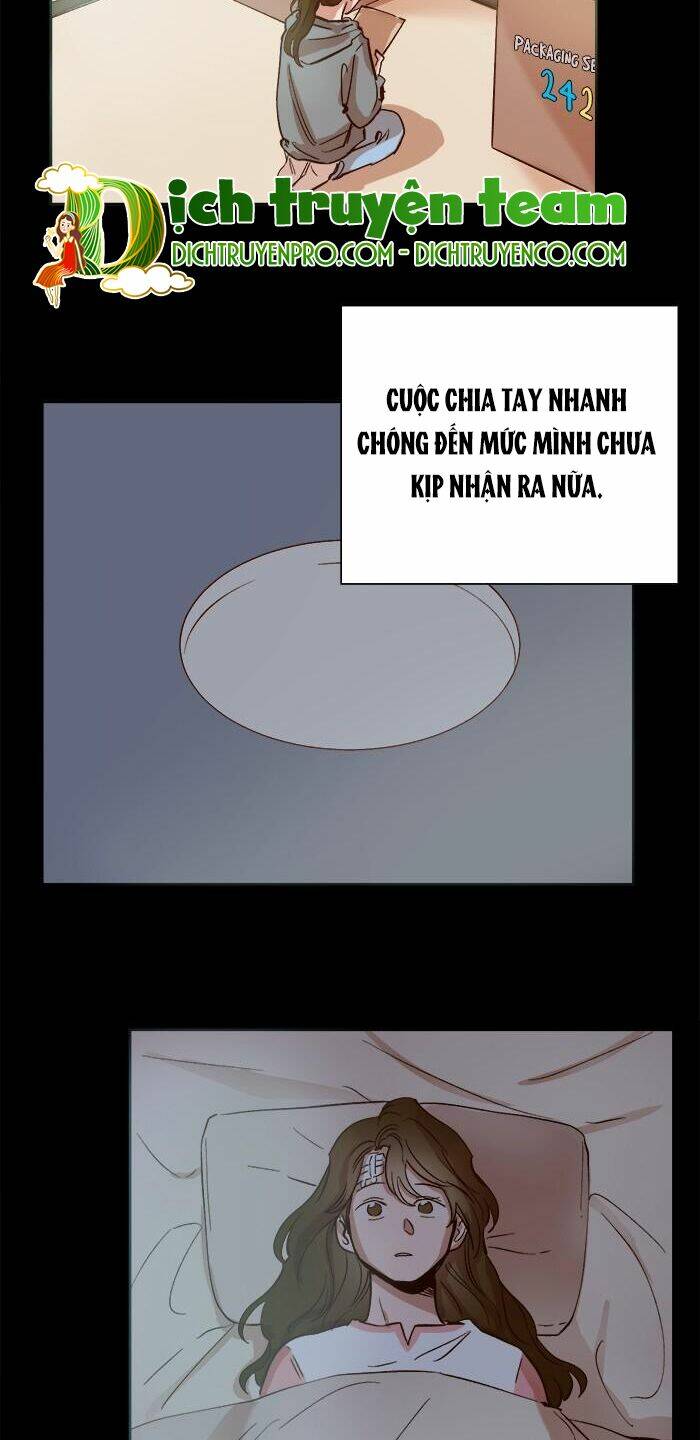 PACKAGING SE
242
Dịch truyện team
DICHTRUYENPRO.COM - DICHTRUYENCO.COM
CUỘC CHIA TAY NHANH
CHÓNG ĐẾN MỨC MÌNH CHƯA
KỊP NHẬN RA NỮA.